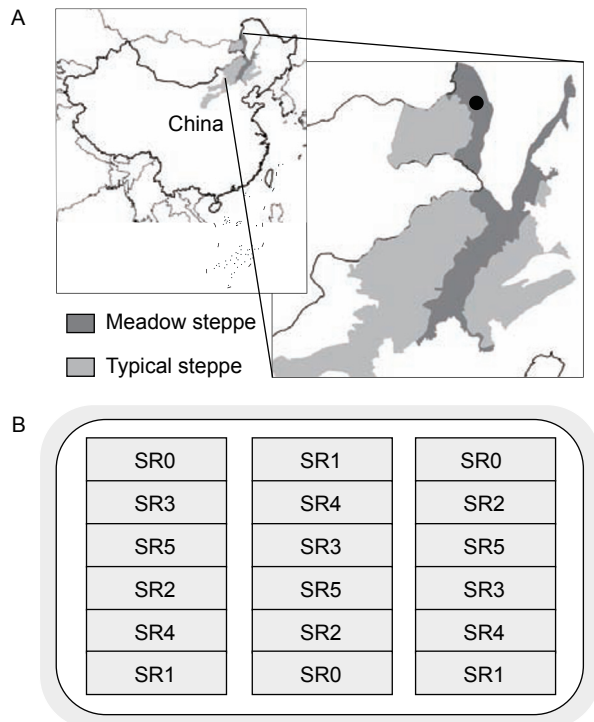 A
China
Meadow steppe
Typical steppe
B
SR0 SR1 SR0
SR3 SR4 SR2
SR5 SR3 SR5
SR2 SR5 SR3
SR4 SR2 SR4
SR1 SR0 SR1